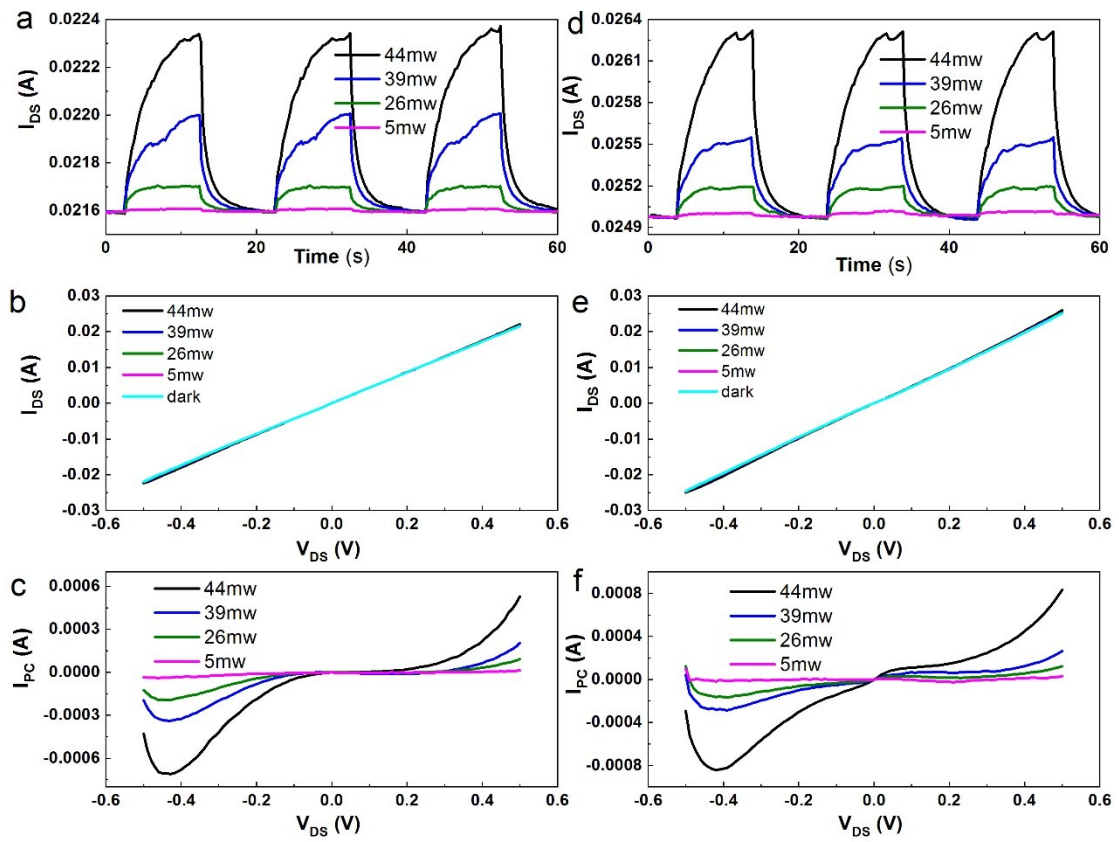 a
0.0224
0.0222
0.0220
0.0218
0.0216
I_DS (A)
44mw
39mw
26mw
5mw
0 20 40 60
Time (s)
d
0.0264
0.0261
0.0258
0.0255
0.0252
0.0249
I_DS (A)
44mw
39mw
26mw
5mw
0 20 40 60
Time (s)
b
0.03
0.02
0.01
0.00
-0.01
-0.02
-0.03
I_DS (A)
44mw
39mw
26mw
5mw
dark
-0.6 -0.4 -0.2 0.0 0.2 0.4 0.6
V_DS (V)
e
0.03
0.02
0.01
0.00
-0.01
-0.02
-0.03
I_DS (A)
44mw
39mw
26mw
5mw
dark
-0.6 -0.4 -0.2 0.0 0.2 0.4 0.6
V_DS (V)
c
0.0006
0.0003
0.0000
-0.0003
-0.0006
I_PC (A)
44mw
39mw
26mw
5mw
-0.6 -0.4 -0.2 0.0 0.2 0.4 0.6
V_DS (V)
f
0.0008
0.0004
0.0000
-0.0004
-0.0008
I_PC (A)
44mw
39mw
26mw
5mw
-0.6 -0.4 -0.2 0.0 0.2 0.4 0.6
V_DS (V)